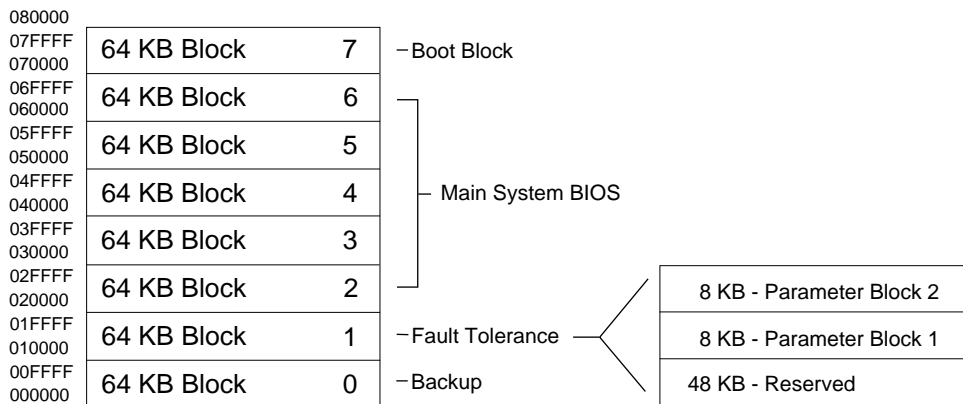 080000
07FFFF
64 KB Block 7
Boot Block
070000
06FFFF
64 KB Block 6
060000
05FFFF
64 KB Block 5
050000
04FFFF
64 KB Block 4
Main System BIOS
040000
03FFFF
64 KB Block 3
030000
02FFFF
64 KB Block 2
8 KB - Parameter Block 2
020000
01FFFF
64 KB Block 1
Fault Tolerance
8 KB - Parameter Block 1
010000
00FFFF
64 KB Block 0
Backup
48 KB - Reserved
000000